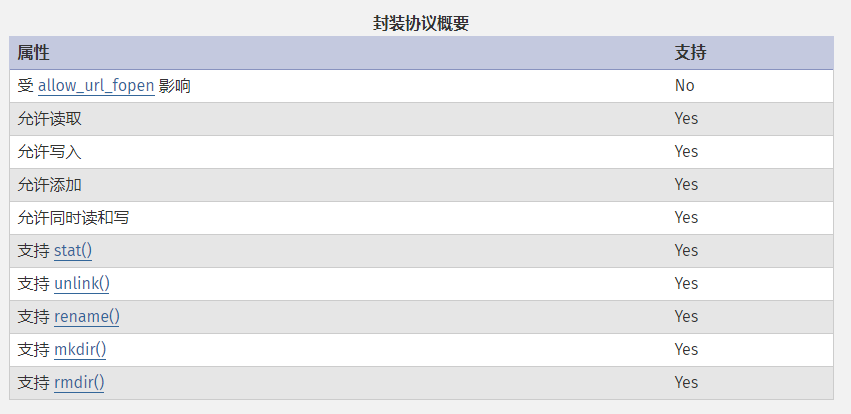 封装协议概要
属性 支持
受 allow_url_fopen 影响 No
允许读取 Yes
允许写入 Yes
允许添加 Yes
允许同时读和写 Yes
支持 stat() Yes
支持 unlink() Yes
支持 rename() Yes
支持 mkdir() Yes
支持 rmdir() Yes